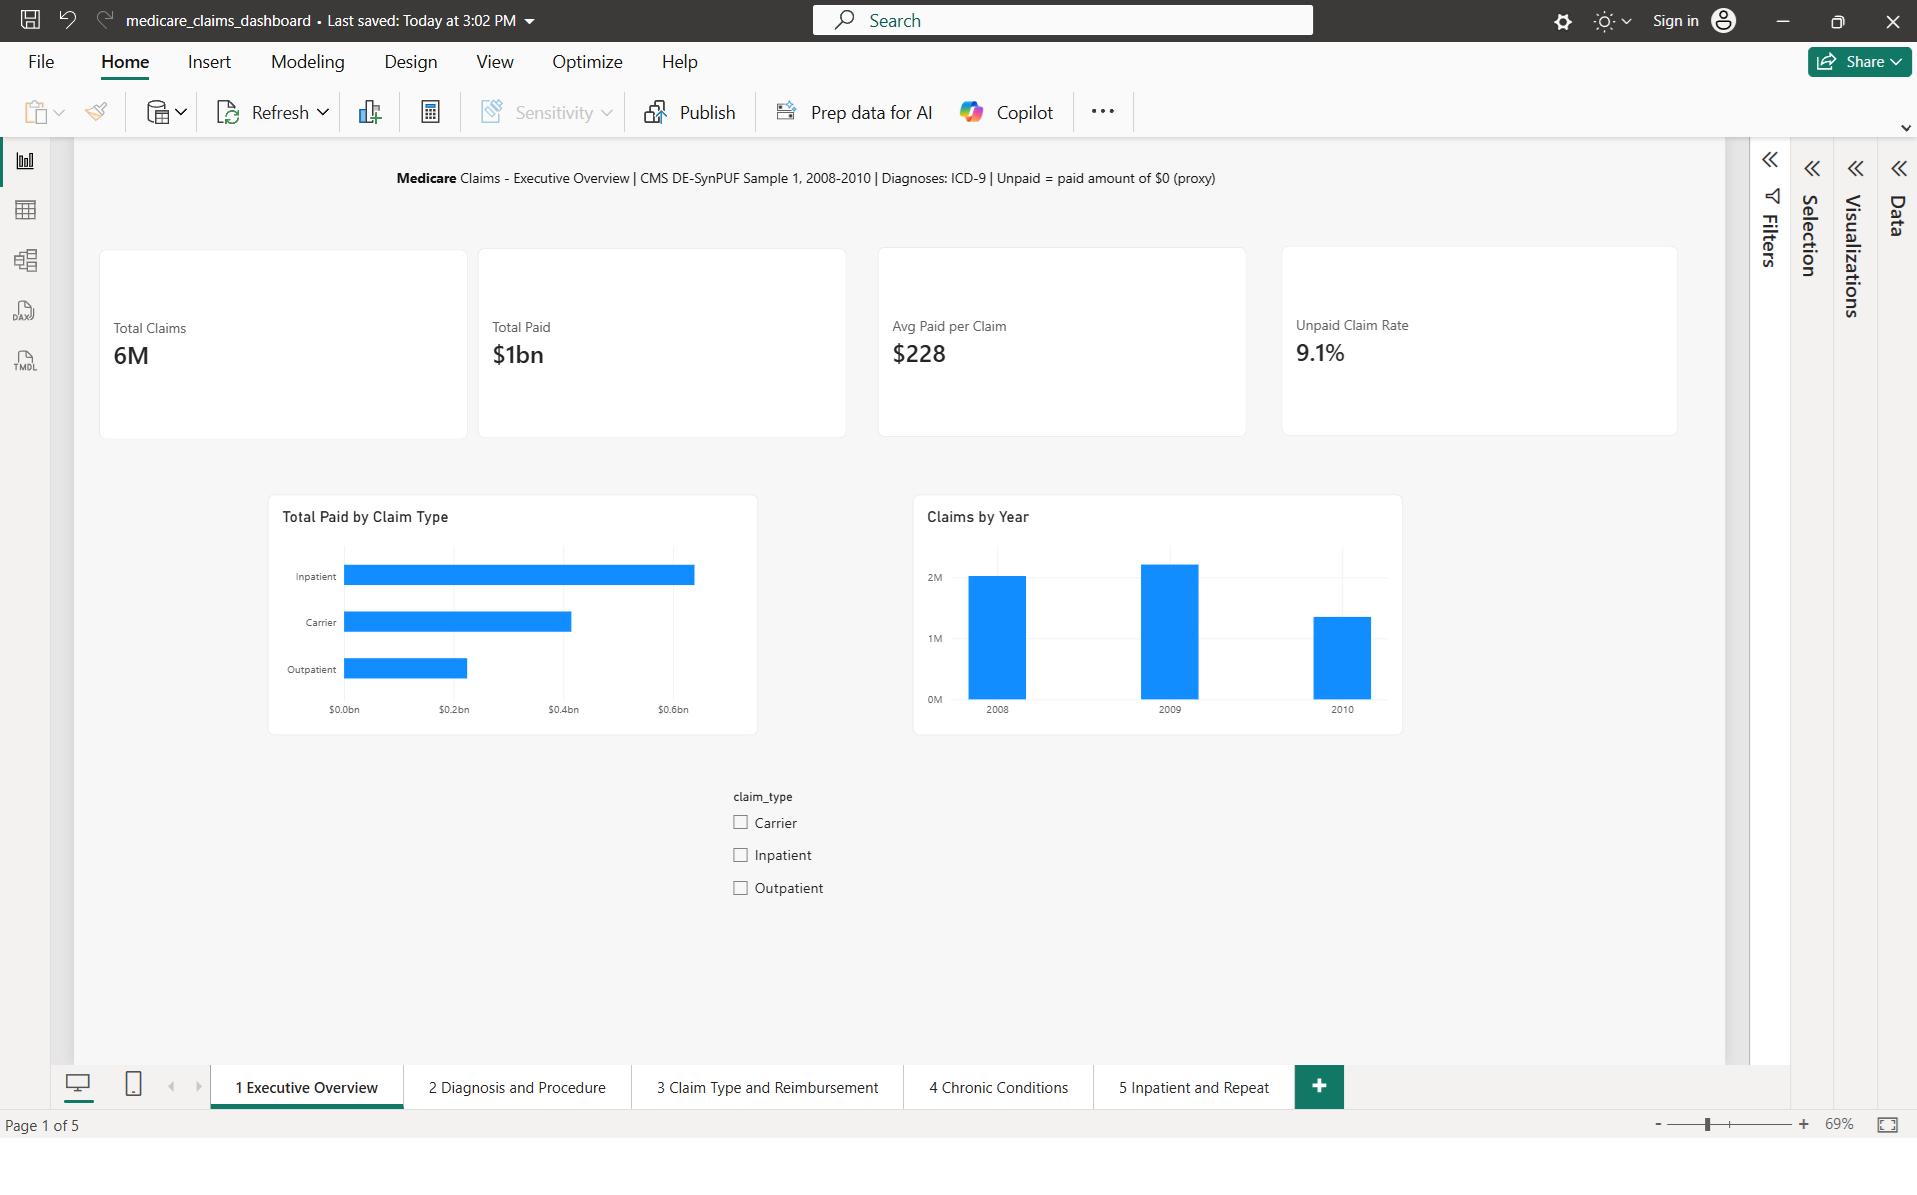 medicare_claims_dashboard • Last saved: Today at 3:02 PM
Search
Sign in
File Home Insert Modeling Design View Optimize Help
Share
Refresh
Sensitivity
Publish
Prep data for AI
Copilot
DAX
TMDL
Medicare Claims - Executive Overview | CMS DE-SynPUF Sample 1, 2008-2010 | Diagnoses: ICD-9 | Unpaid = paid amount of $0 (proxy)
Total Claims
6M
Total Paid
$1bn
Avg Paid per Claim
$228
Unpaid Claim Rate
9.1%
Total Paid by Claim Type
Inpatient
Carrier
Outpatient
$0.0bn $0.2bn $0.4bn $0.6bn
Claims by Year
2M
1M
0M
2008 2009 2010
claim_type
Carrier
Inpatient
Outpatient
Filters
Selection
Visualizations
Data
1 Executive Overview
2 Diagnosis and Procedure
3 Claim Type and Reimbursement
4 Chronic Conditions
5 Inpatient and Repeat
+
Page 1 of 5
- + 69%